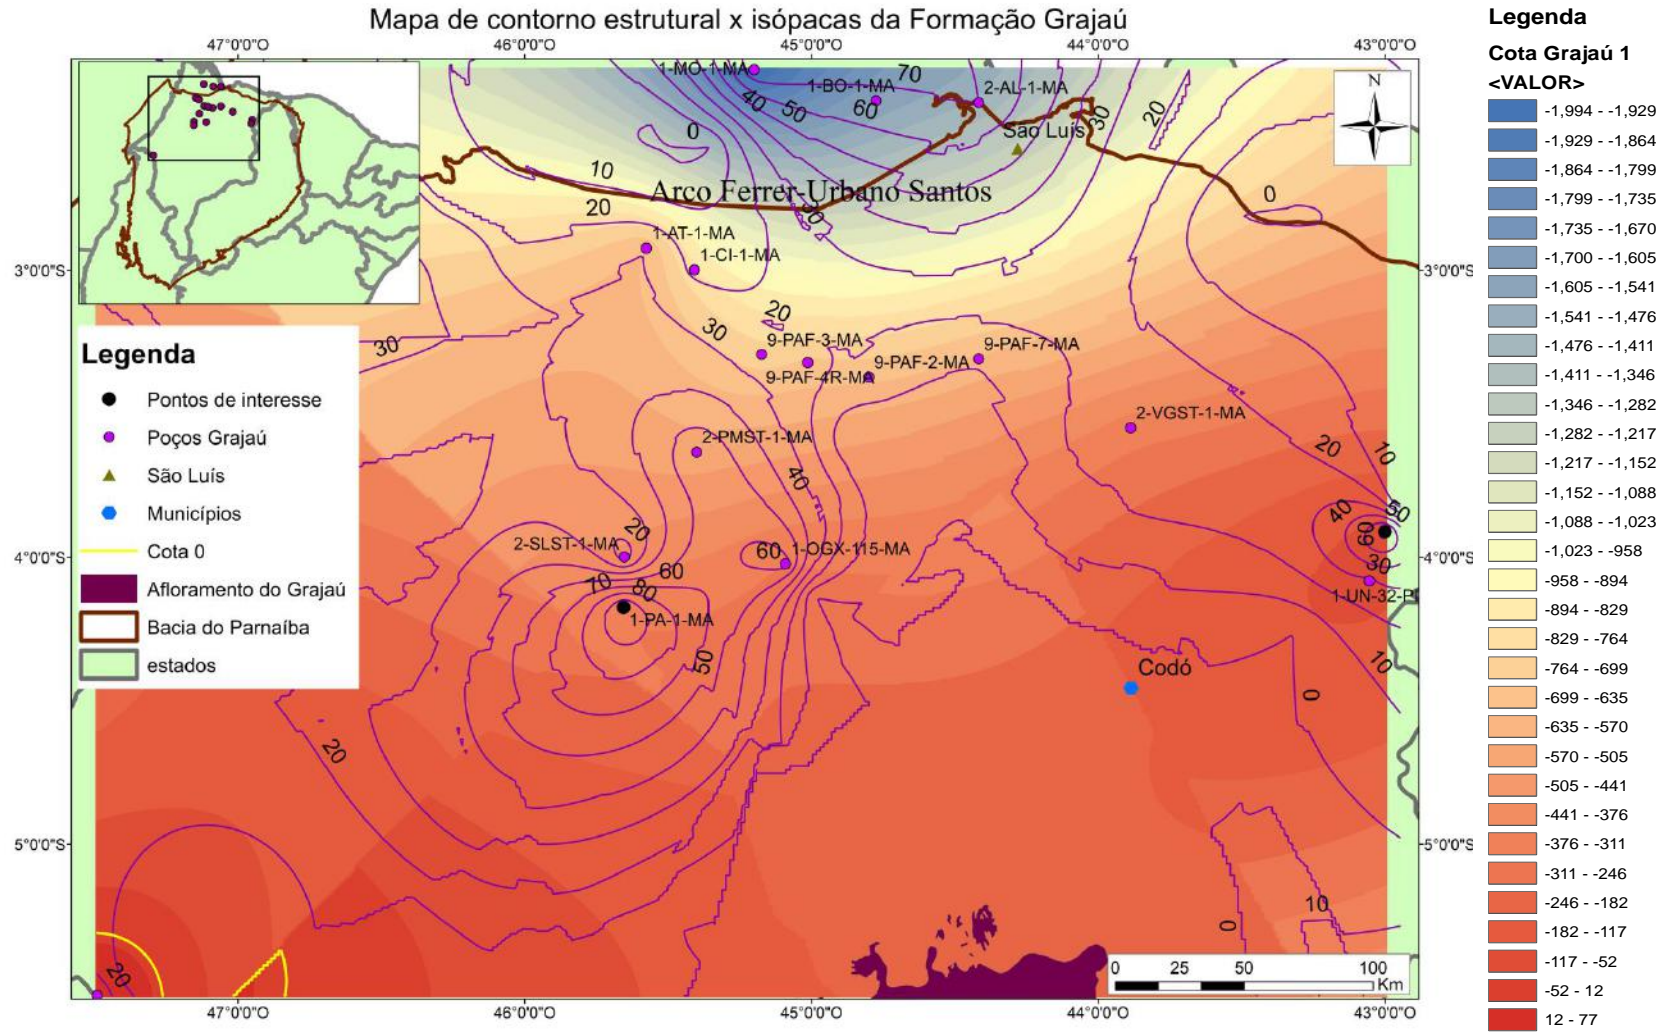 Mapa de contorno estrutural x isópacas da Formação Grajaú
47°0'0"O 46°0'0"O 45°0'0"O 44°0'0"O 43°0'0"O
1-MO-1-MA
1-BO-1-MA
70
2-AL-1-MA
40
50
60
30
20
São Luís
N
0
10
Arco Ferrer-Urbano Santos
0
20
30
1-AT-1-MA
1-CI-1-MA
3°0'0"S
3°0'0"S
20
30
30
9-PAF-3-MA
9-PAF-7-MA
9-PAF-4R-MA
9-PAF-2-MA
2-VGST-1-MA
2-PMST-1-MA
20
10
40
40
50
60
30
20
2-SLST-1-MA
60
1-OGX-115-MA
4°0'0"S
4°0'0"S
70
60
80
1-PA-1-MA
1-UN-32-P
50
10
Codó
0
20
5°0'0"S
5°0'0"S
10
0
20
0 25 50 100
Km
47°0'0"O 46°0'0"O 45°0'0"O 44°0'0"O 43°0'0"O
Legenda
Pontos de interesse
Poços Grajaú
São Luís
Municípios
Cota 0
Afloramento do Grajaú
Bacia do Parnaíba
estados
Legenda
Cota Grajaú 1
<VALOR>
-1,994 - -1,929
-1,929 - -1,864
-1,864 - -1,799
-1,799 - -1,735
-1,735 - -1,670
-1,700 - -1,605
-1,605 - -1,541
-1,541 - -1,476
-1,476 - -1,411
-1,411 - -1,346
-1,346 - -1,282
-1,282 - -1,217
-1,217 - -1,152
-1,152 - -1,088
-1,088 - -1,023
-1,023 - -958
-958 - -894
-894 - -829
-829 - -764
-764 - -699
-699 - -635
-635 - -570
-570 - -505
-505 - -441
-441 - -376
-376 - -311
-311 - -246
-246 - -182
-182 - -117
-117 - -52
-52 - 12
12 - 77